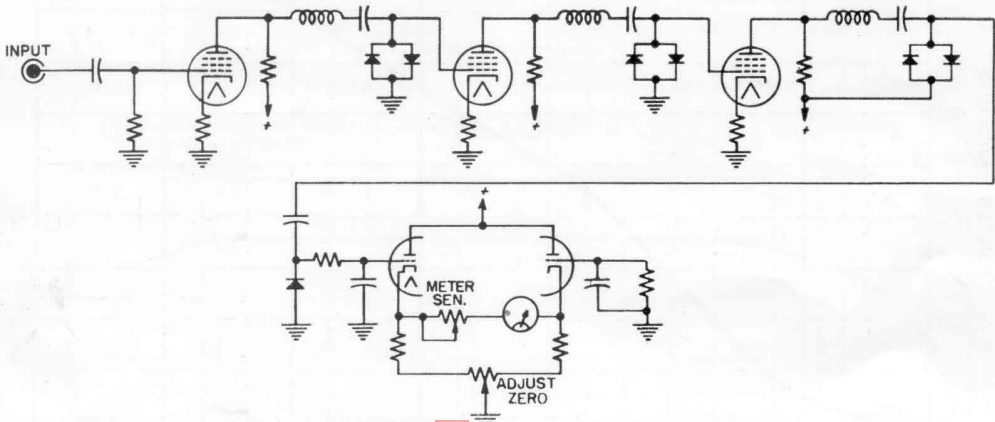 INPUT
+
+
+
+
METER
SEN.
ADJUST
ZERO